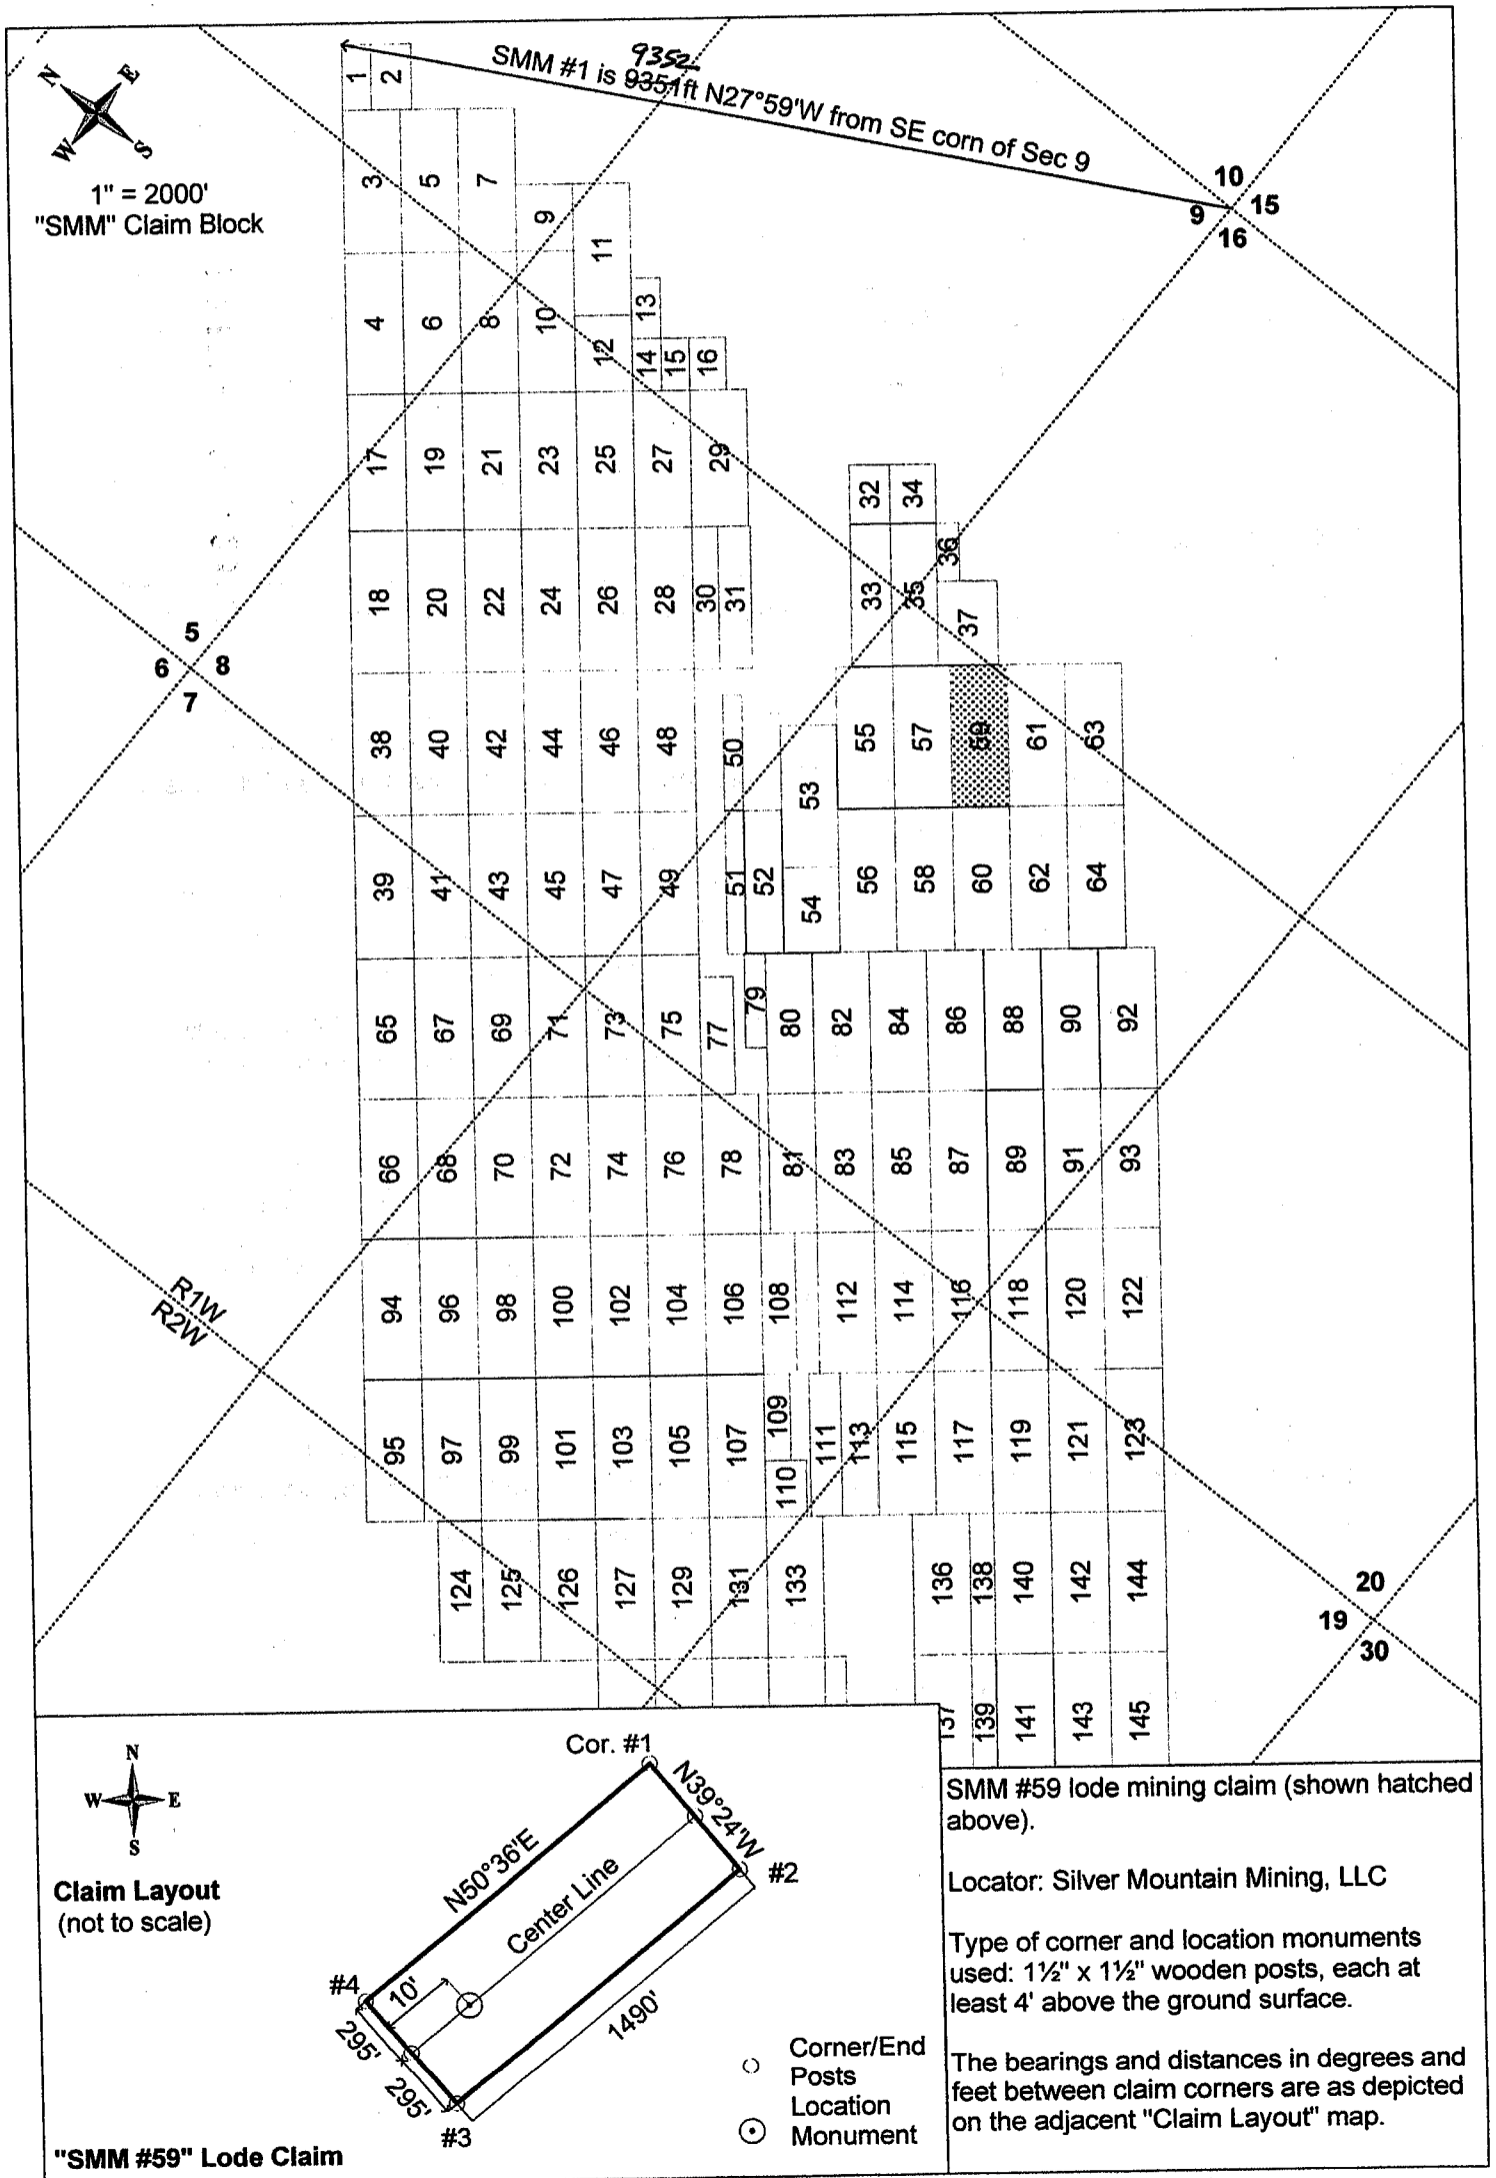 N E
W S
1" = 2000'
"SMM" Claim Block
9352
SMM #1 is 9351ft N27°59'W from SE corn of Sec 9
10
9 15
16
1 2
3 5 7
9
11
4 6 8 10
12
13
14 15 16
17 19 21 23 25 27 29
32 34
36
18 20 22 24 26 28 30 31
33 35 37
5
6 8
7
38 40 42 44 46 48 50
53
55 57 59 61 63
39 41 43 45 47 49 51 52
54
56 58 60 62 64
65 67 69 71 73 75 77 79 80 82 84 86 88 90 92
66 68 70 72 74 76 78 81 83 85 87 89 91 93
R1W
R2W
94 96 98 100 102 104 106 108 112 114 116 118 120 122
95 97 99 101 103 105 107 109 111 113 115 117 119 121 123
110
124 125 126 127 129 131 133 136 138 140 142 144
20
19
30
137 139 141 143 145
N
W E
S
Claim Layout
(not to scale)
Cor. #1
N39°24'W
#2
N50°36'E
Center Line
#4
10'
295'
295'
1490'
#3
Corner/End
Posts
Location
Monument
"SMM #59" Lode Claim
SMM #59 lode mining claim (shown hatched
above).
Locator: Silver Mountain Mining, LLC
Type of corner and location monuments
used: 1½" x 1½" wooden posts, each at
least 4' above the ground surface.
The bearings and distances in degrees and
feet between claim corners are as depicted
on the adjacent "Claim Layout" map.